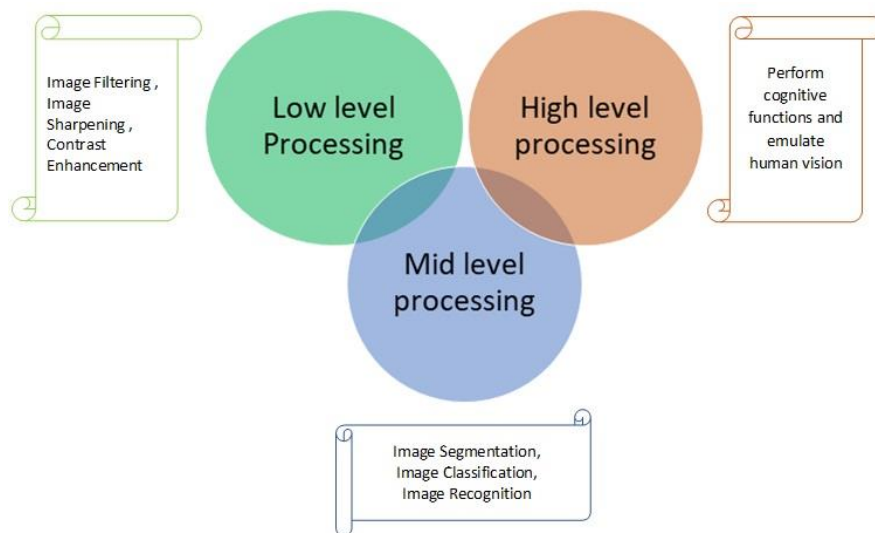 Image Filtering ,
Image
Sharpening ,
Contrast
Enhancement
Low level
Processing
High level
processing
Perform
cognitive
functions and
emulate
human vision
Mid level
processing
Image Segmentation,
Image Classification,
Image Recognition